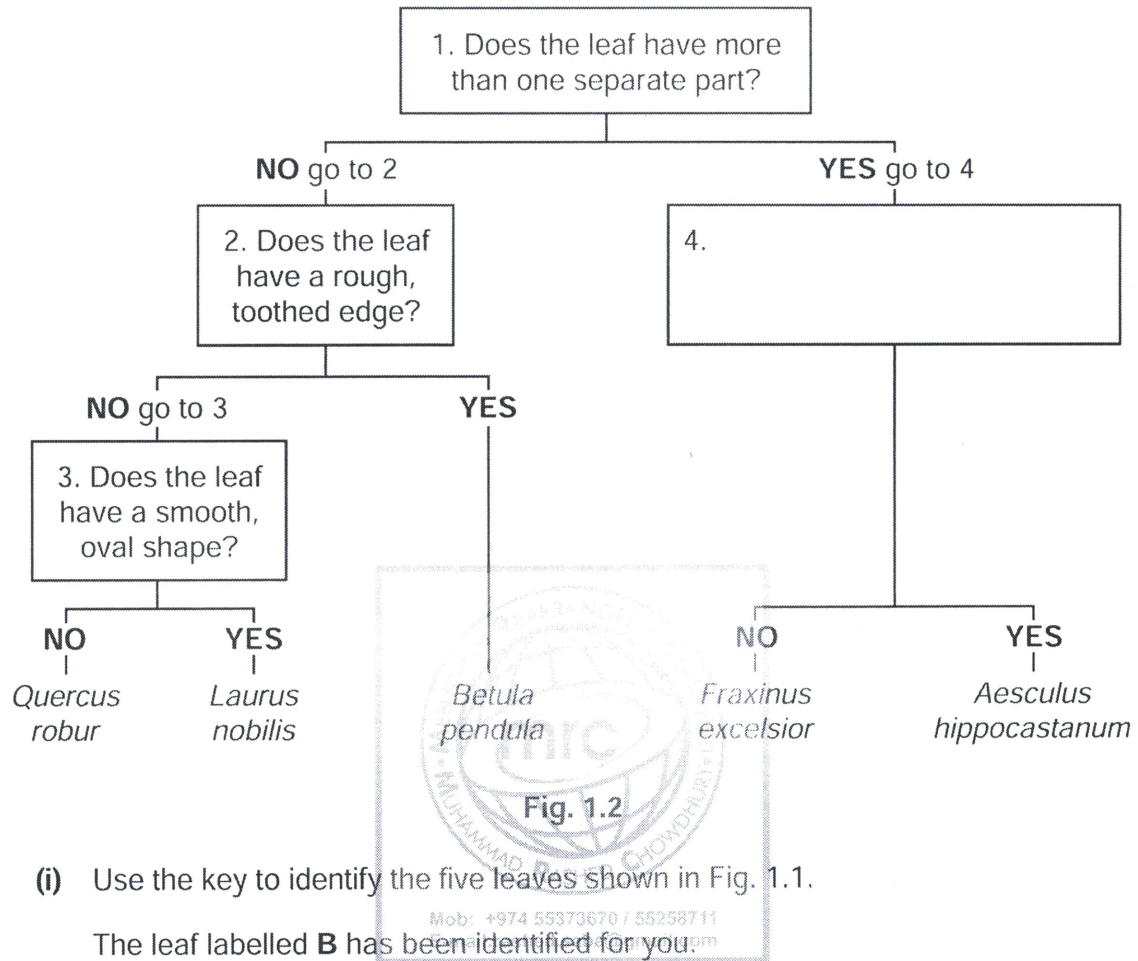 1. Does the leaf have more
than one separate part?
NO go to 2
YES go to 4
2. Does the leaf
have a rough,
toothed edge?
4.
NO go to 3
YES
3. Does the leaf
have a smooth,
oval shape?
NO
YES
NO
YES
Quercus
robur
Laurus
nobilis
Betula
pendula
Fraxinus
excelsior
Aesculus
hippocastanum
mrc
MUHAMMAD RASHED CHOWDHURY
Fig. 1.2
(i) Use the key to identify the five leaves shown in Fig. 1.1.
Mob: +974 55373670 / 55258711
The leaf labelled B has been identified for you.